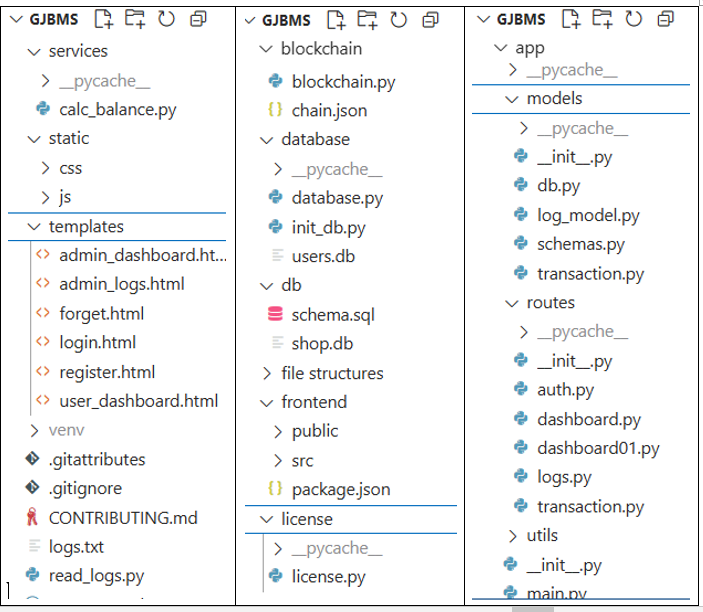 GJBMS
services
__pycache__
calc_balance.py
static
css
js
templates
admin_dashboard.ht...
admin_logs.html
forget.html
login.html
register.html
user_dashboard.html
venv
.gitattributes
.gitignore
CONTRIBUTING.md
logs.txt
read_logs.py
GJBMS
blockchain
blockchain.py
chain.json
database
__pycache__
database.py
init_db.py
users.db
db
schema.sql
shop.db
file structures
frontend
public
src
package.json
license
__pycache__
license.py
GJBMS
app
__pycache__
models
__pycache__
__init__.py
db.py
log_model.py
schemas.py
transaction.py
routes
__pycache__
__init__.py
auth.py
dashboard.py
dashboard01.py
logs.py
transaction.py
utils
__init__.py
main.py